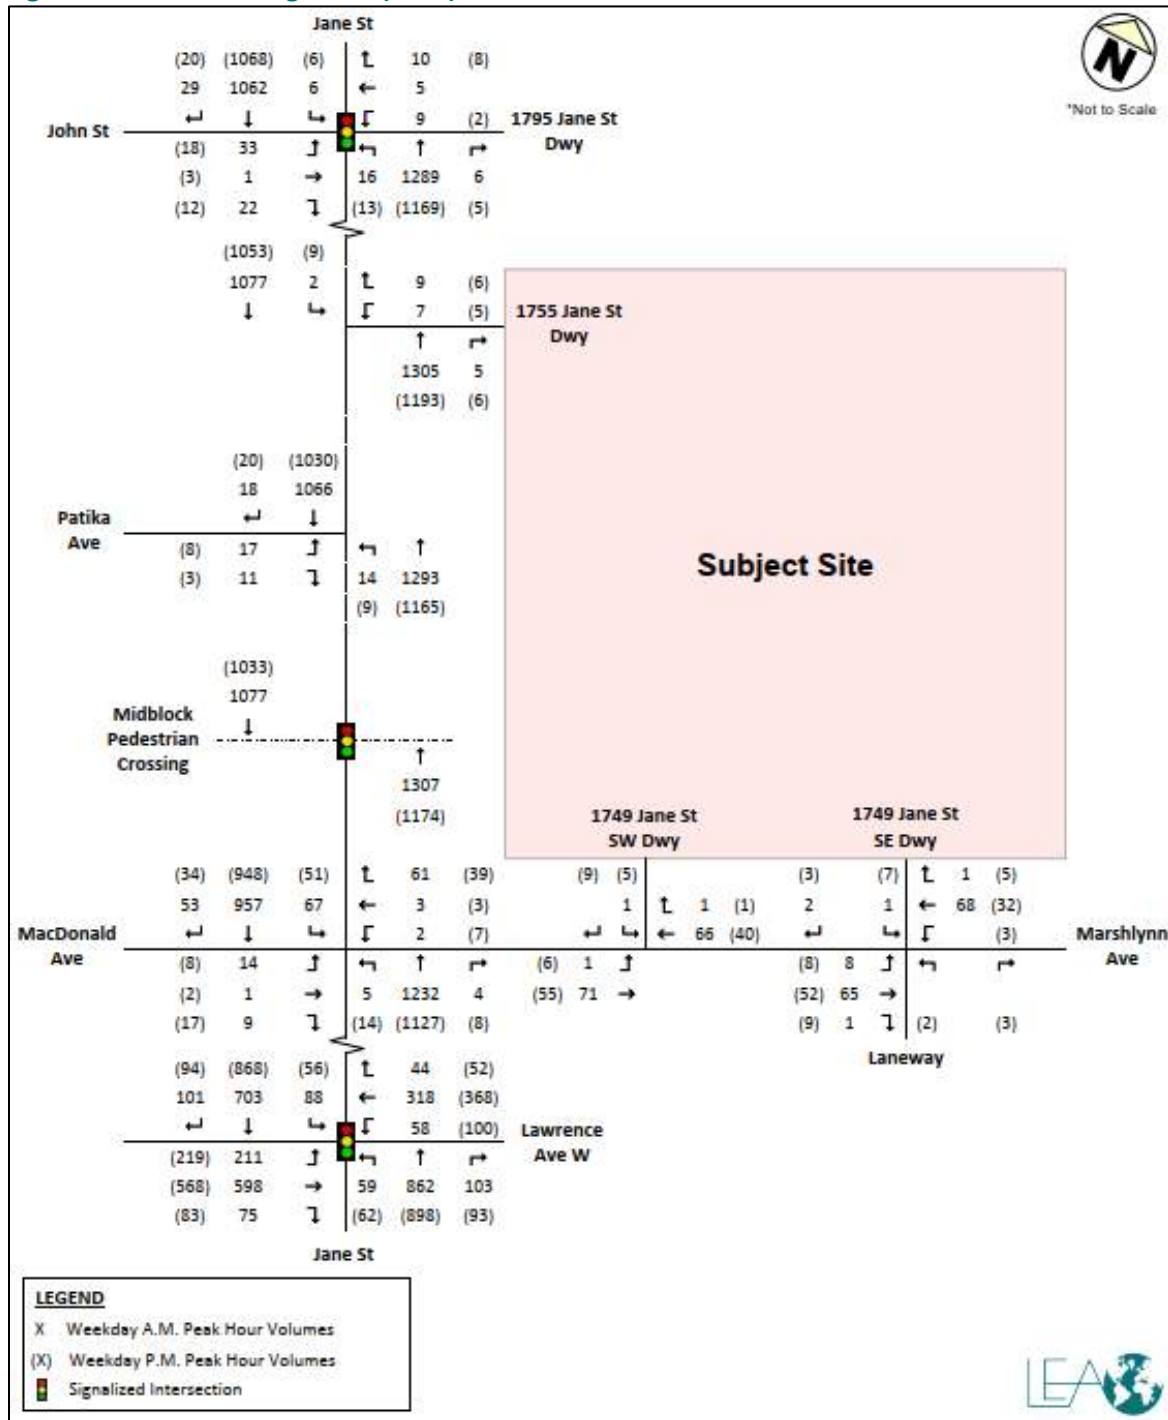 Jane St
(20) (1068) (6) 10 (8)
29 1062 6 5
John St 9 (2) 1795 Jane St
Dwy
N
*Not to Scale
(18) 33
(3) 1 16 1289 6
(12) 22 (13) (1169) (5)
(1053) (9)
1077 2 9 (6)
7 (5) 1755 Jane St
Dwy
1305 5
(1193) (6)
(20) (1030)
18 1066
Patika
Ave
(8) 17
(3) 11 14 1293
(9) (1165)
Subject Site
(1033)
1077
Midblock
Pedestrian
Crossing
1307
(1174)
1749 Jane St
SW Dwy
1749 Jane St
SE Dwy
(34) (948) (51) 61 (39) (9) (5) (3) (7) 1 (5)
53 957 67 3 (3) 1 1 (1) 2 1 68 (32)
MacDonald
Ave
2 (7) 66 (40) (3)
Marshlynn
Ave
(8) 14 (6) 1 (8) 8
(2) 1 5 1232 4 (55) 71 (52) 65
(17) 9 (14) (1127) (8) (9) 1 (2) (3)
Laneway
(94) (868) (56) 44 (52)
101 703 88 318 (368)
58 (100) Lawrence
Ave W
(219) 211
(568) 598 59 862 103
(83) 75 (62) (898) (93)
Jane St
LEGEND
X Weekday A.M. Peak Hour Volumes
(X) Weekday P.M. Peak Hour Volumes
Signalized Intersection
LEA